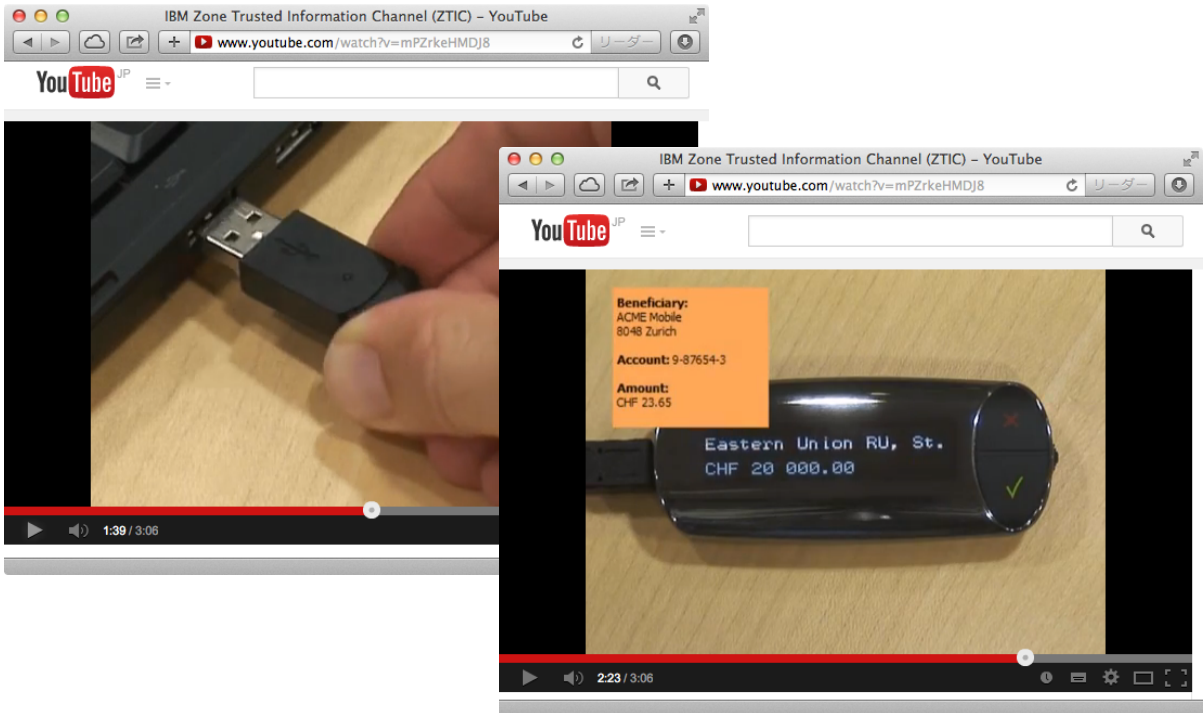 IBM Zone Trusted Information Channel (ZTIC) – YouTube
www.youtube.com/watch?v=mPZrkeHMDJ8
リーダー
YouTube JP
1:39 / 3:06
IBM Zone Trusted Information Channel (ZTIC) – YouTube
www.youtube.com/watch?v=mPZrkeHMDJ8
リーダー
YouTube JP
Beneficiary:
ACME Mobile
8048 Zurich
Account: 9-87654-3
Amount:
CHF 23.65
Eastern Union RU, St.
CHF 20 000.00
2:23 / 3:06